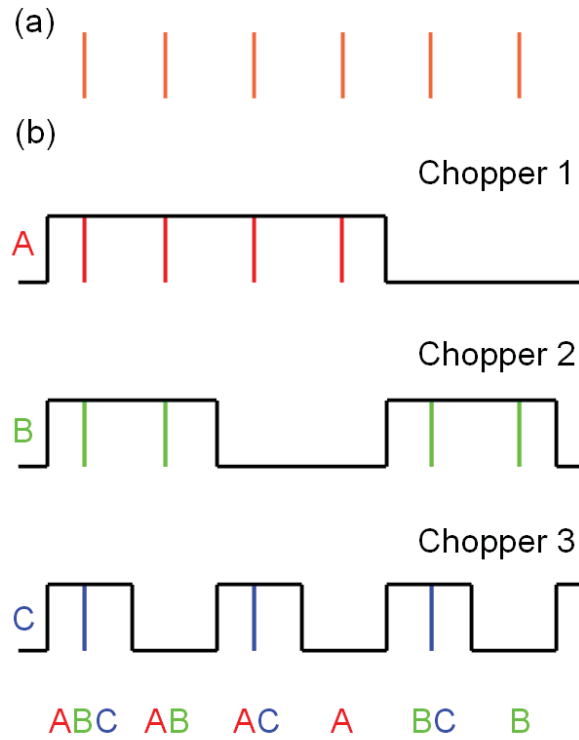 (a)
(b)
Chopper 1
A
Chopper 2
B
Chopper 3
C
ABC AB AC A BC B